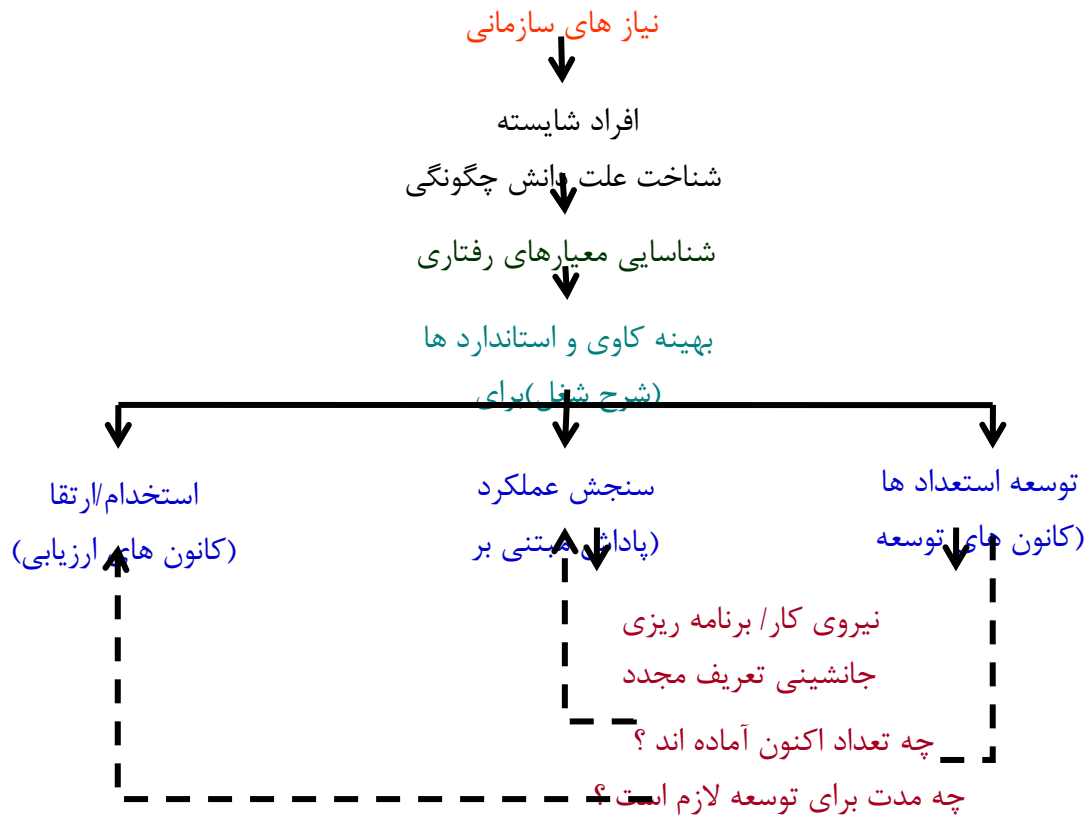 نیاز های سازمانی
افراد شایسته
شناخت علت دانش چگونگی
شناسایی معیارهای رفتاری
بهینه کاوی و استاندارد ها
(شرح شغل)برای
توسعه استعداد ها
(کانون های توسعه
سنجش عملکرد
(پاداش مبتنی بر
استخدام/ارتقا
(کانون های ارزیابی)
نیروی کار/ برنامه ریزی
جانشینی تعریف مجدد
چه تعداد اکنون آماده اند ؟
چه مدت برای توسعه لازم است ؟